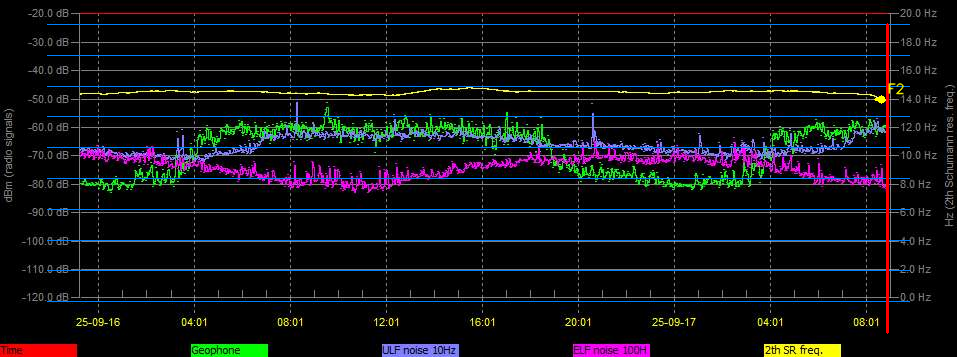 -20.0 dB 20.0 Hz
-30.0 dB 18.0 Hz
-40.0 dB 16.0 Hz
F2
-50.0 dB 14.0 Hz
-60.0 dB 12.0 Hz
-70.0 dB 10.0 Hz
-80.0 dB 8.0 Hz
-90.0 dB 6.0 Hz
-100.0 dB 4.0 Hz
-110.0 dB 2.0 Hz
-120.0 dB 0.0 Hz
dBm (radio signals)
Hz (2th Schumann res. freq.)
25-09-16 04:01 08:01 12:01 16:01 20:01 25-09-17 04:01 08:01
Time Geophone ULF noise 10Hz ELF noise 100H 2th SR freq.